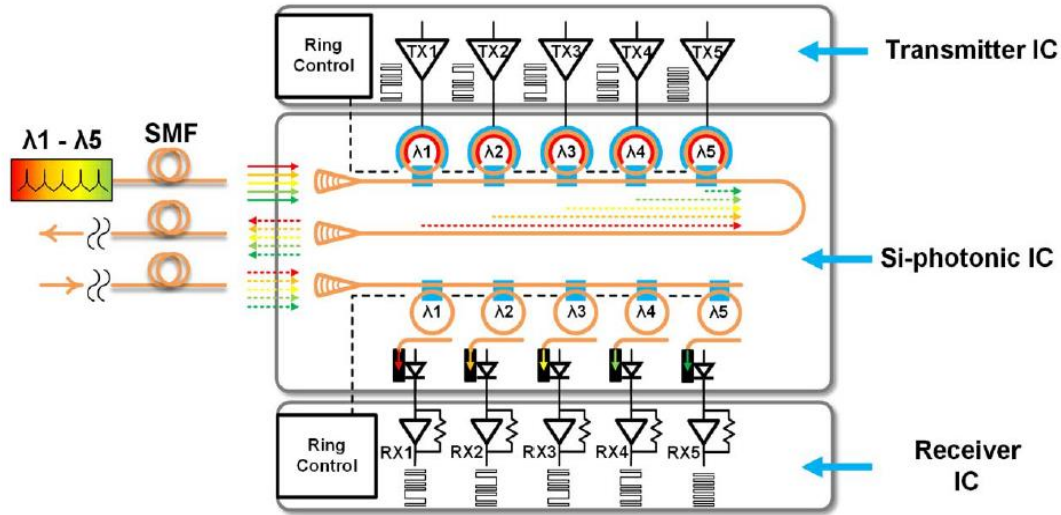 Ring
Control
TX1 TX2 TX3 TX4 TX5
Transmitter IC
λ1 - λ5
SMF
λ1 λ2 λ3 λ4 λ5
Si-photonic IC
λ1 λ2 λ3 λ4 λ5
Ring
Control
RX1 RX2 RX3 RX4 RX5
Receiver
IC